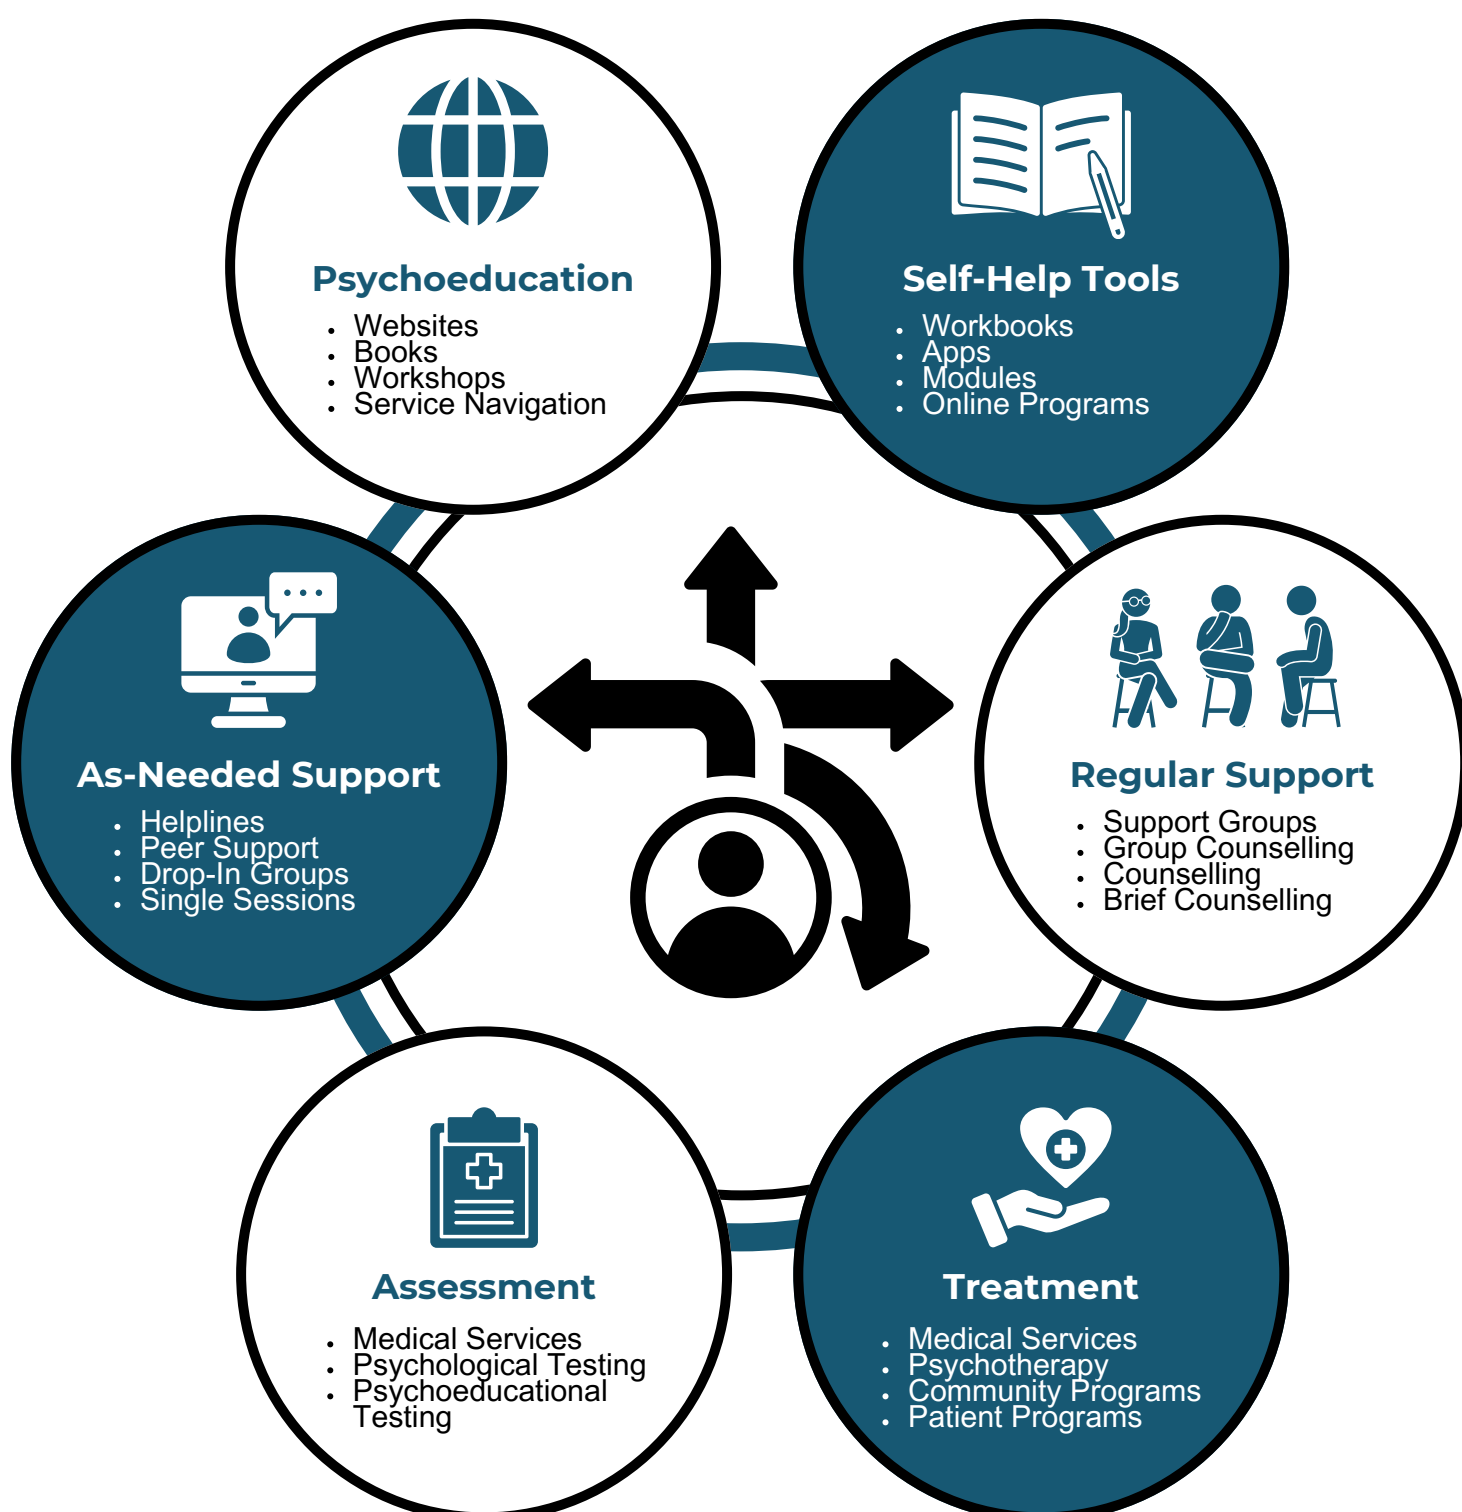 Psychoeducation
• Websites
• Books
• Workshops
• Service Navigation
Self-Help Tools
• Workbooks
• Apps
• Modules
• Online Programs
As-Needed Support
• Helplines
• Peer Support
• Drop-In Groups
• Single Sessions
Regular Support
• Support Groups
• Group Counselling
• Counselling
• Brief Counselling
Assessment
• Medical Services
• Psychological Testing
• Psychoeducational
Testing
Treatment
• Medical Services
• Psychotherapy
• Community Programs
• Patient Programs